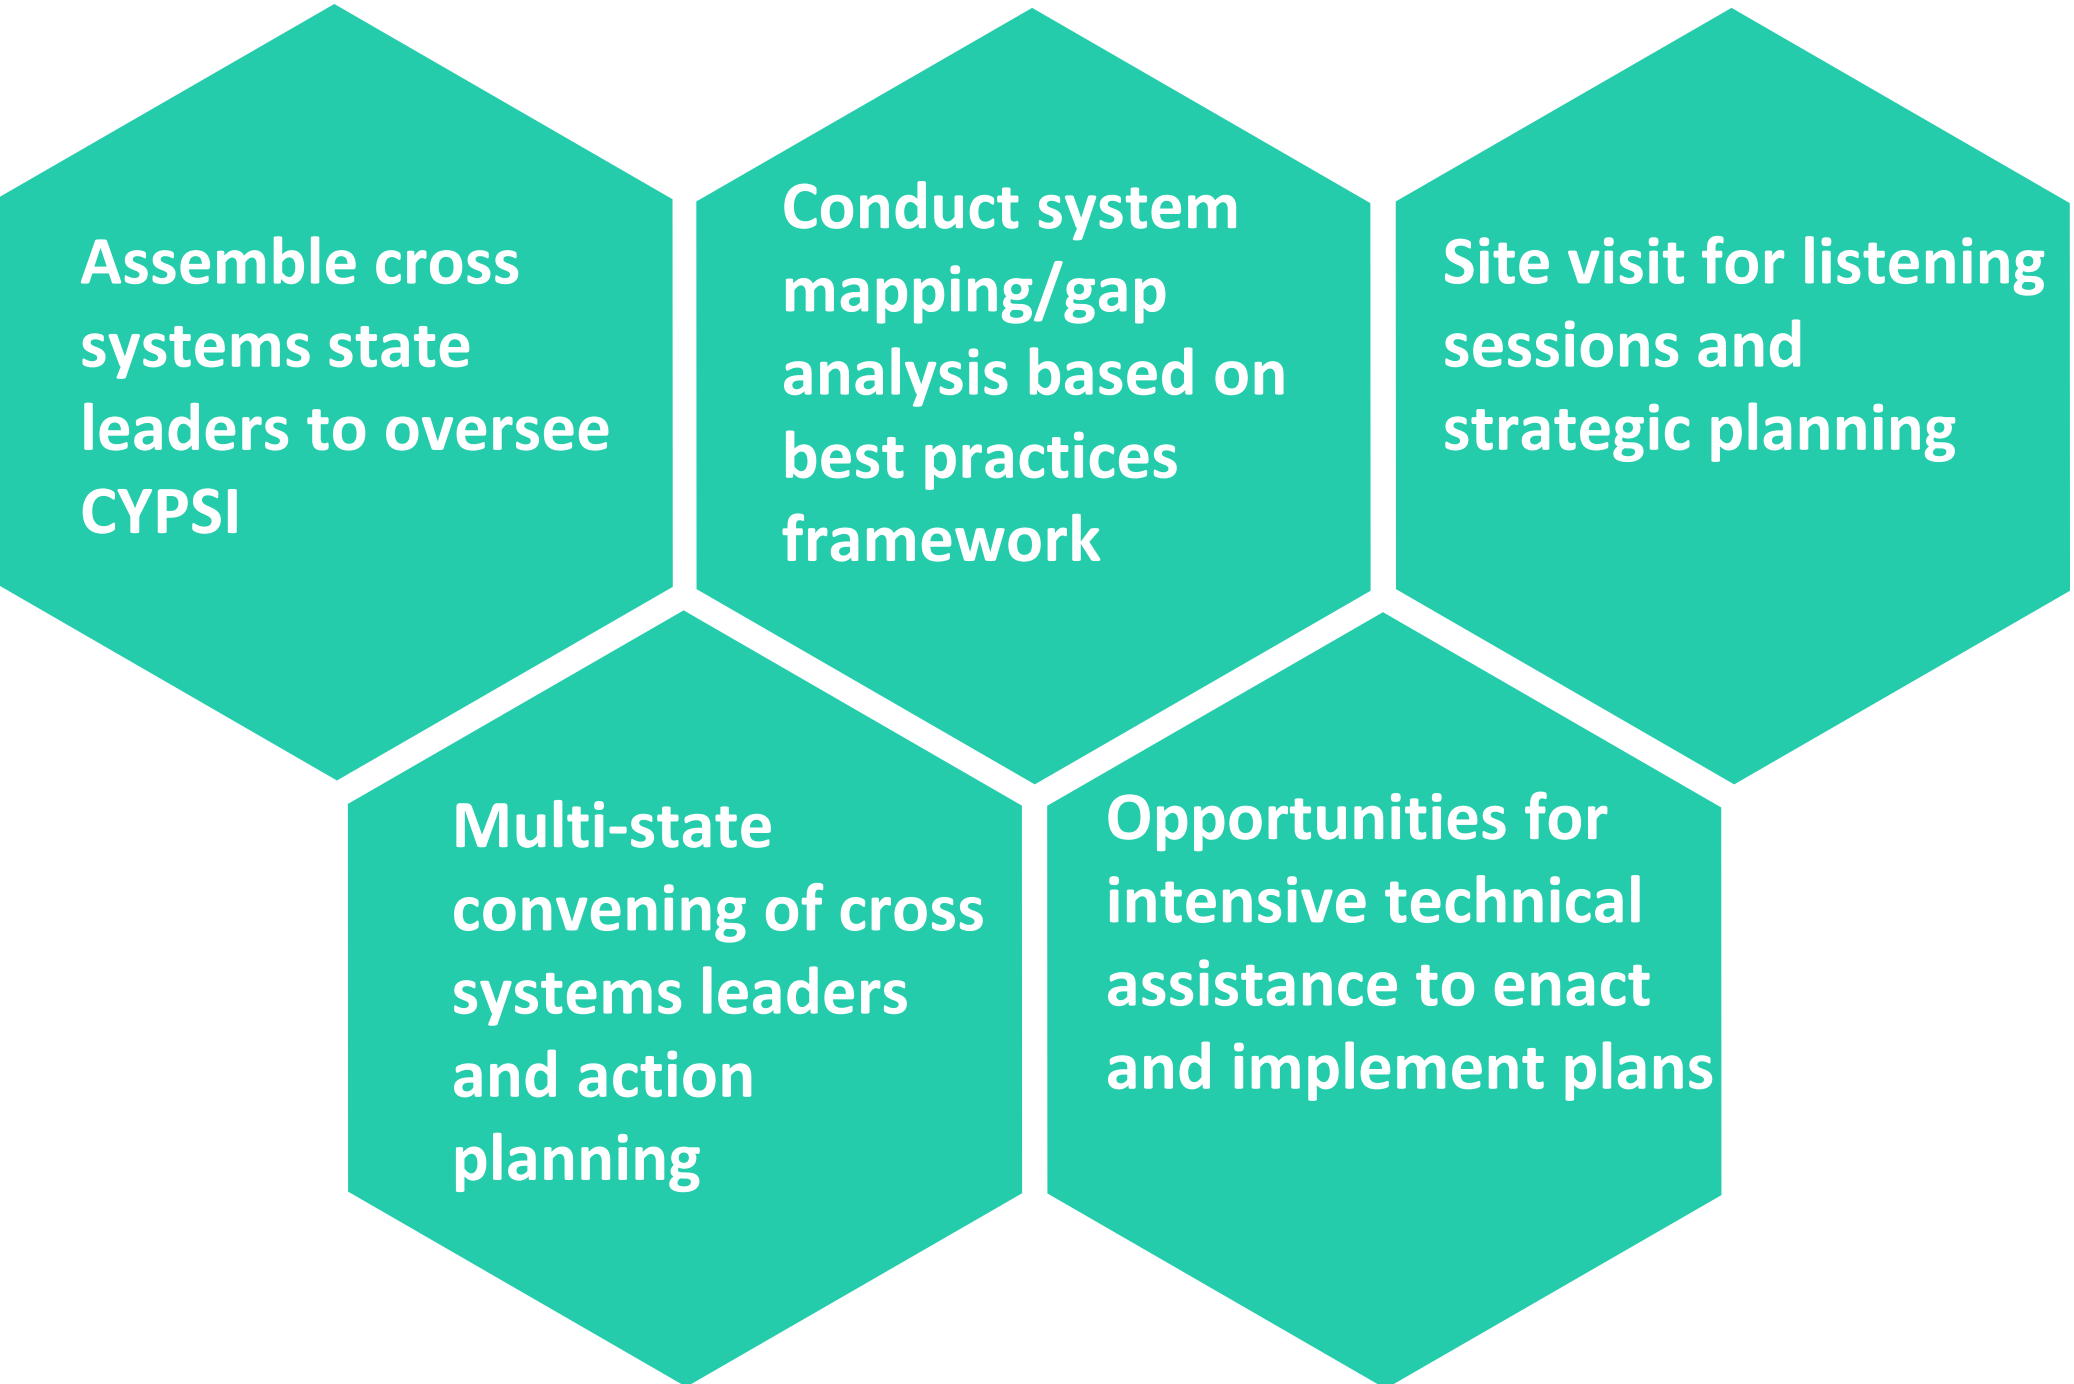 Assemble cross
systems state
leaders to oversee
CYPSI
Conduct system
mapping/gap
analysis based on
best practices
framework
Site visit for listening
sessions and
strategic planning
Multi-state
convening of cross
systems leaders
and action
planning
Opportunities for
intensive technical
assistance to enact
and implement plans